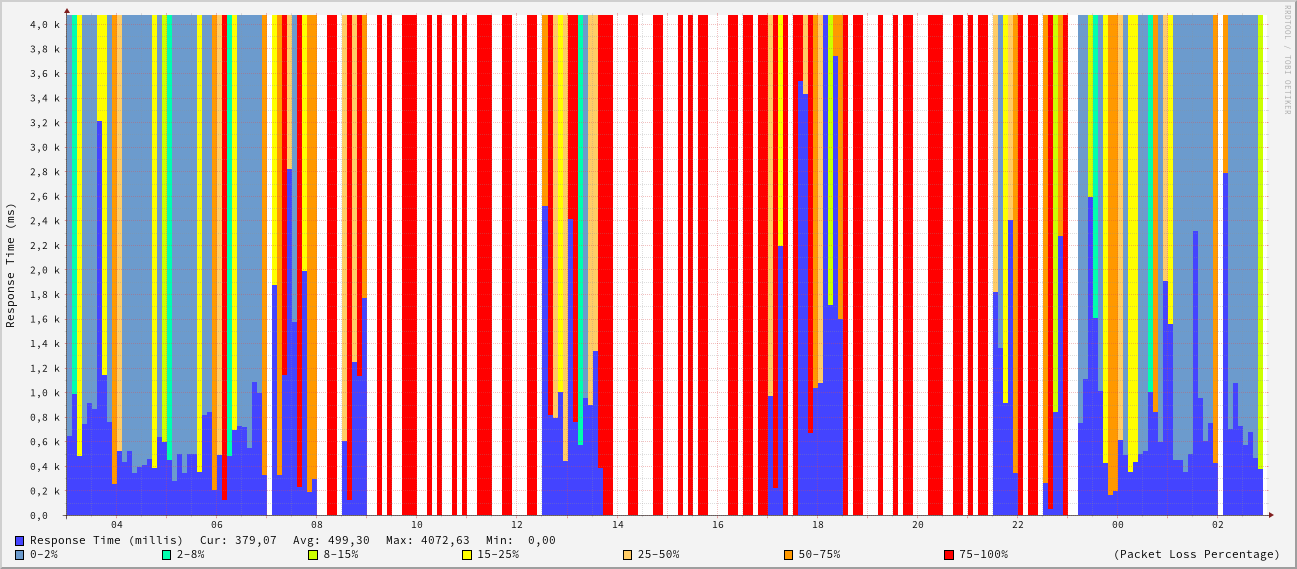 RRDTOOL / TOBI OETIKER
Response Time (ms)
4,0 k
3,8 k
3,6 k
3,4 k
3,2 k
3,0 k
2,8 k
2,6 k
2,4 k
2,2 k
2,0 k
1,8 k
1,6 k
1,4 k
1,2 k
1,0 k
0,8 k
0,6 k
0,4 k
0,2 k
0,0
04 06 08 10 12 14 16 18 20 22 00 02
Response Time (millis) Cur: 379,07 Avg: 499,30 Max: 4072,63 Min: 0,00
0-2% 2-8% 8-15% 15-25% 25-50% 50-75% 75-100% (Packet Loss Percentage)